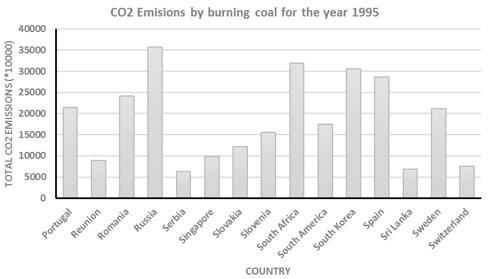 CO2 Emisions by burning coal for the year 1995
TOTAL CO2 EMISSIONS (*10000)
40000
35000
30000
25000
20000
15000
10000
5000
0
Portugal
Reunion
Romania
Russia
Serbia
Singapore
Slovakia
Slovenia
South Africa
South America
South Korea
Spain
Sri Lanka
Sweden
Switzerland
COUNTRY